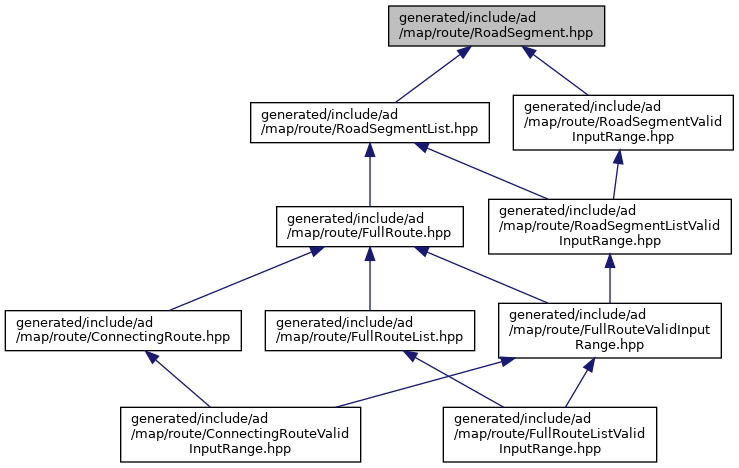 generated/include/ad
/map/route/RoadSegment.hpp
generated/include/ad
/map/route/RoadSegmentList.hpp
generated/include/ad
/map/route/RoadSegmentValid
InputRange.hpp
generated/include/ad
/map/route/FullRoute.hpp
generated/include/ad
/map/route/RoadSegmentListValid
InputRange.hpp
generated/include/ad
/map/route/ConnectingRoute.hpp
generated/include/ad
/map/route/FullRouteList.hpp
generated/include/ad
/map/route/FullRouteValidInput
Range.hpp
generated/include/ad
/map/route/ConnectingRouteValid
InputRange.hpp
generated/include/ad
/map/route/FullRouteListValid
InputRange.hpp